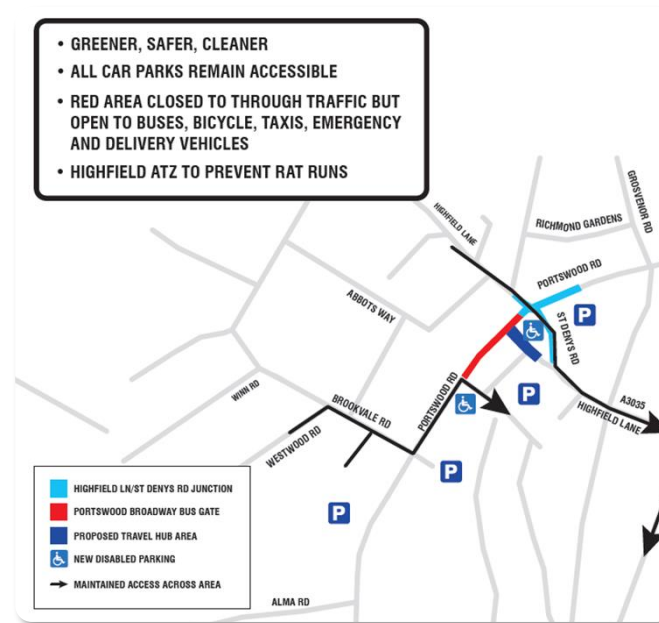 • GREENER, SAFER, CLEANER
• ALL CAR PARKS REMAIN ACCESSIBLE
• RED AREA CLOSED TO THROUGH TRAFFIC BUT
OPEN TO BUSES, BICYCLE, TAXIS, EMERGENCY
AND DELIVERY VEHICLES
• HIGHFIELD ATZ TO PREVENT RAT RUNS
HIGHFIELD LANE
RICHMOND GARDENS
GROSVENOR RD
PORTSWOOD RD
ABBOTS WAY
P
ST DENYS RD
PORTSWOOD RD
WINN RD
BROOKVALE RD
P
A3035
HIGHFIELD LANE
WESTWOOD RD
P
P
HIGHFIELD LN/ST DENYS RD JUNCTION
PORTSWOOD BROADWAY BUS GATE
PROPOSED TRAVEL HUB AREA
NEW DISABLED PARKING
MAINTAINED ACCESS ACROSS AREA
ALMA RD